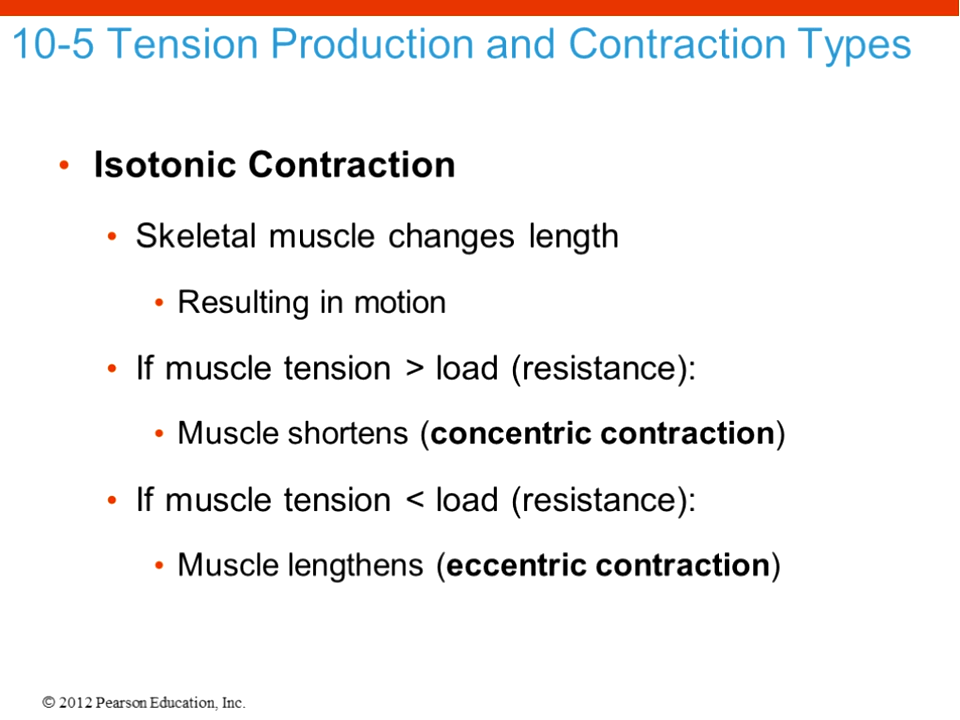 10-5 Tension Production and Contraction Types
• Isotonic Contraction
• Skeletal muscle changes length
• Resulting in motion
• If muscle tension > load (resistance):
• Muscle shortens (concentric contraction)
• If muscle tension < load (resistance):
• Muscle lengthens (eccentric contraction)
© 2012 Pearson Education, Inc.